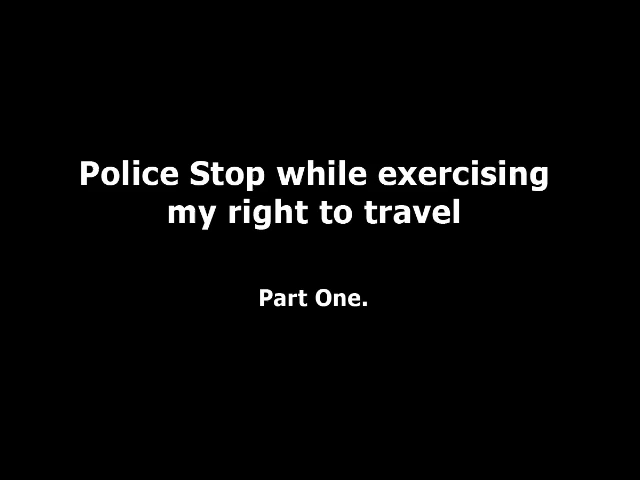 Police Stop while exercising
my right to travel
Part One.